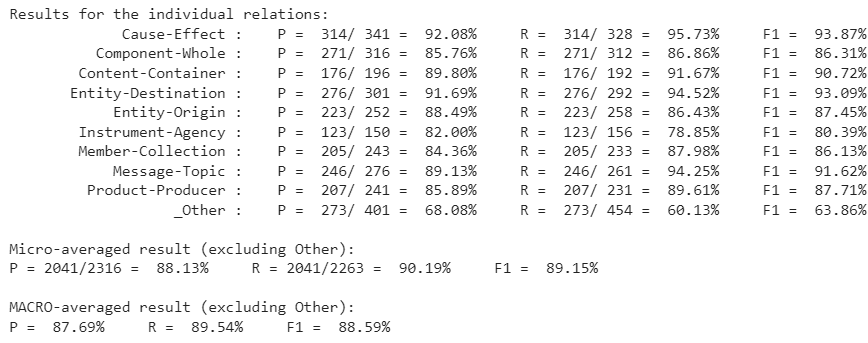 Results for the individual relations:
Cause-Effect : P = 314/ 341 = 92.08% R = 314/ 328 = 95.73% F1 = 93.87%
Component-Whole : P = 271/ 316 = 85.76% R = 271/ 312 = 86.86% F1 = 86.31%
Content-Container : P = 176/ 196 = 89.80% R = 176/ 192 = 91.67% F1 = 90.72%
Entity-Destination : P = 276/ 301 = 91.69% R = 276/ 292 = 94.52% F1 = 93.09%
Entity-Origin : P = 223/ 252 = 88.49% R = 223/ 258 = 86.43% F1 = 87.45%
Instrument-Agency : P = 123/ 150 = 82.00% R = 123/ 156 = 78.85% F1 = 80.39%
Member-Collection : P = 205/ 243 = 84.36% R = 205/ 233 = 87.98% F1 = 86.13%
Message-Topic : P = 246/ 276 = 89.13% R = 246/ 261 = 94.25% F1 = 91.62%
Product-Producer : P = 207/ 241 = 85.89% R = 207/ 231 = 89.61% F1 = 87.71%
_Other : P = 273/ 401 = 68.08% R = 273/ 454 = 60.13% F1 = 63.86%
Micro-averaged result (excluding Other):
P = 2041/2316 = 88.13% R = 2041/2263 = 90.19% F1 = 89.15%
MACRO-averaged result (excluding Other):
P = 87.69% R = 89.54% F1 = 88.59%